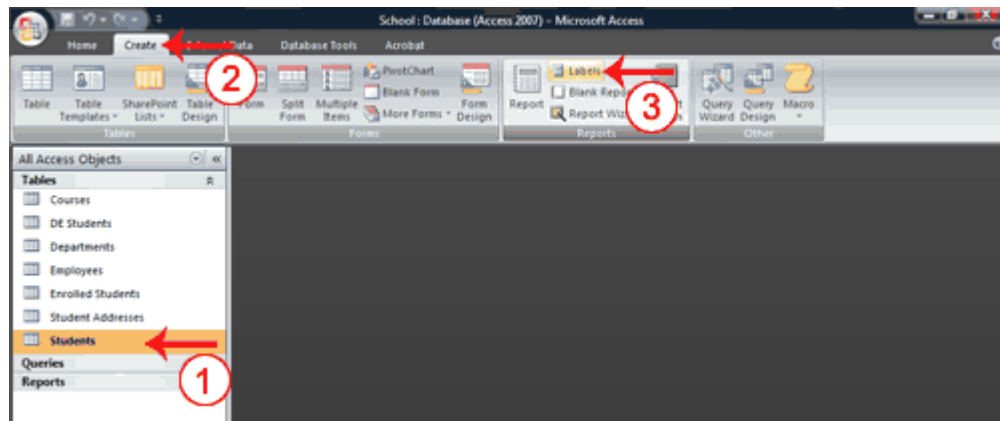 School : Database (Access 2007) - Microsoft Access
Home Create Data Database Tools Acrobat
2
Table
Table Templates
SharePoint Lists
Table Design
Tables
Form
Split Form
Multiple Items
PivotChart
Blank Form
More Forms
Form Design
Forms
Report
Labels
Blank Report
Report
3
Reports
Query Wizard
Query Design
Macro
Other
All Access Objects
Tables
Courses
DE Students
Departments
Employees
Enrolled Students
Student Addresses
Students
1
Queries
Reports